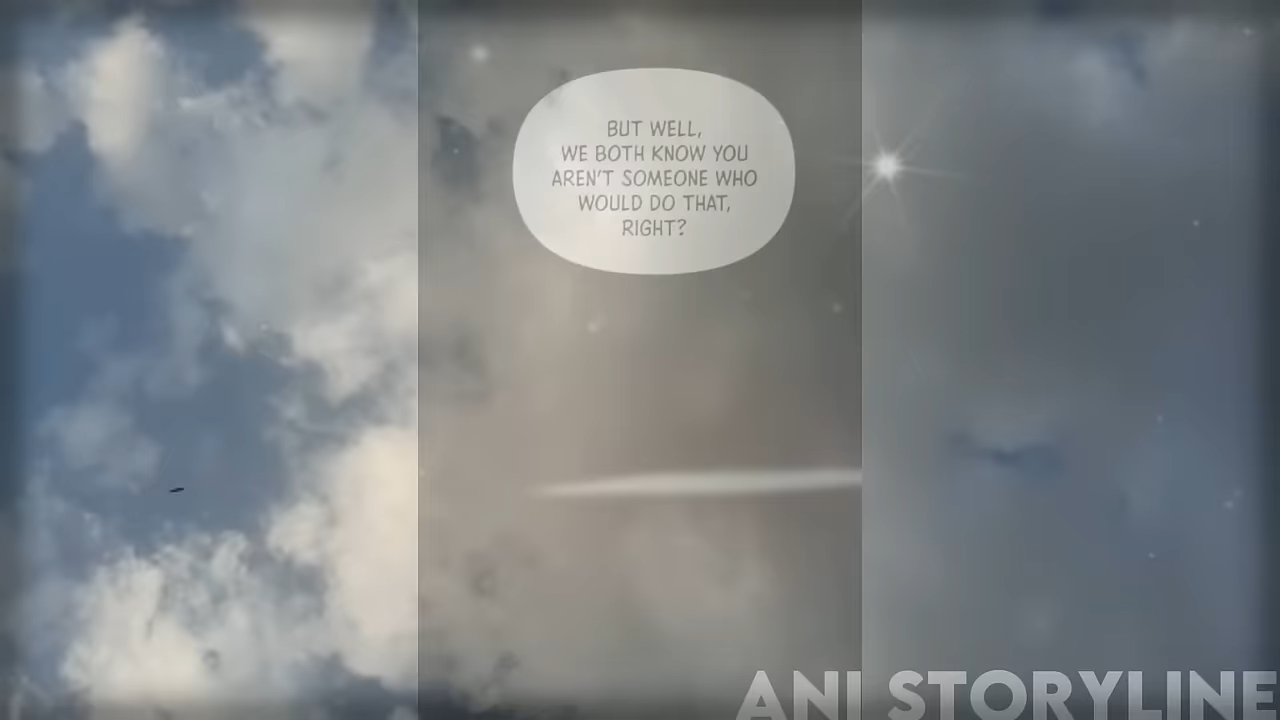 BUT WELL,
WE BOTH KNOW YOU
AREN'T SOMEONE WHO
WOULD DO THAT,
RIGHT?
ANI STORYLINE